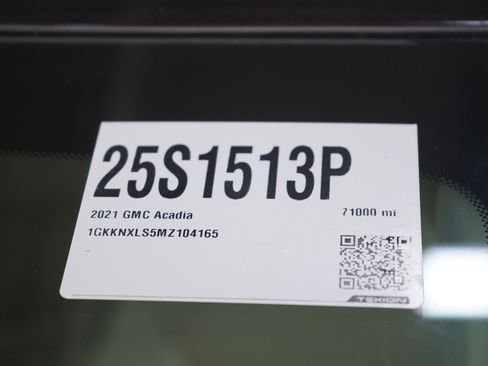 25S1513P
2021 GMC Acadia 71000 mi
1GKKNXLS5MZ104165
TEKION